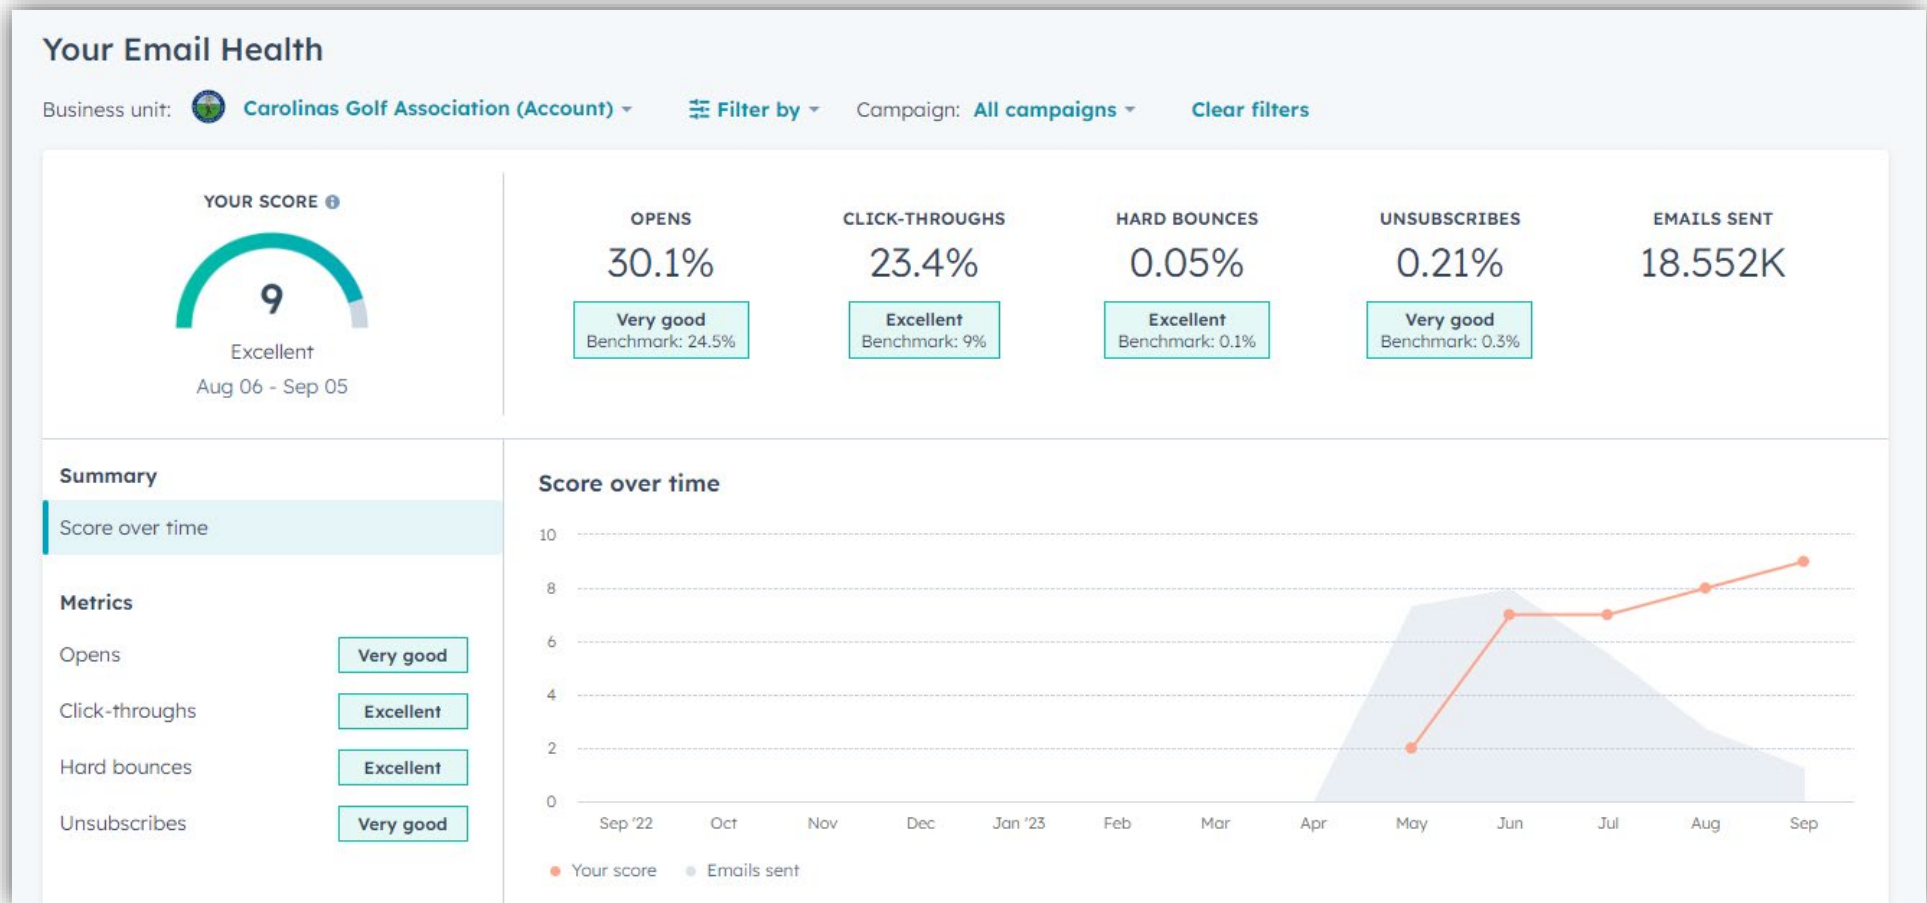 Your Email Health
Business unit: Carolinas Golf Association (Account) Filter by Campaign: All campaigns Clear filters
YOUR SCORE
9
Excellent
Aug 06 - Sep 05
OPENS
30.1%
Very good
Benchmark: 24.5%
CLICK-THROUGHS
23.4%
Excellent
Benchmark: 9%
HARD BOUNCES
0.05%
Excellent
Benchmark: 0.1%
UNSUBSCRIBES
0.21%
Very good
Benchmark: 0.3%
EMAILS SENT
18.552K
Summary
Score over time
Metrics
Opens Very good
Click-throughs Excellent
Hard bounces Excellent
Unsubscribes Very good
Score over time
10
8
6
4
2
0
Sep '22 Oct Nov Dec Jan '23 Feb Mar Apr May Jun Jul Aug Sep
Your score Emails sent